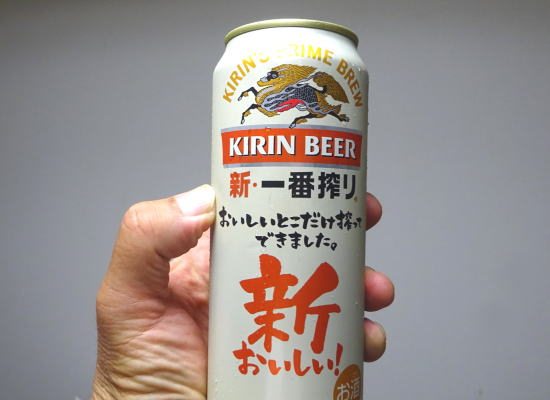 KIRIN'S PRIME BREW
KIRIN BEER
新・一番搾り
おいしいとこだけ搾って
できました。
新
おいしい!
お酒